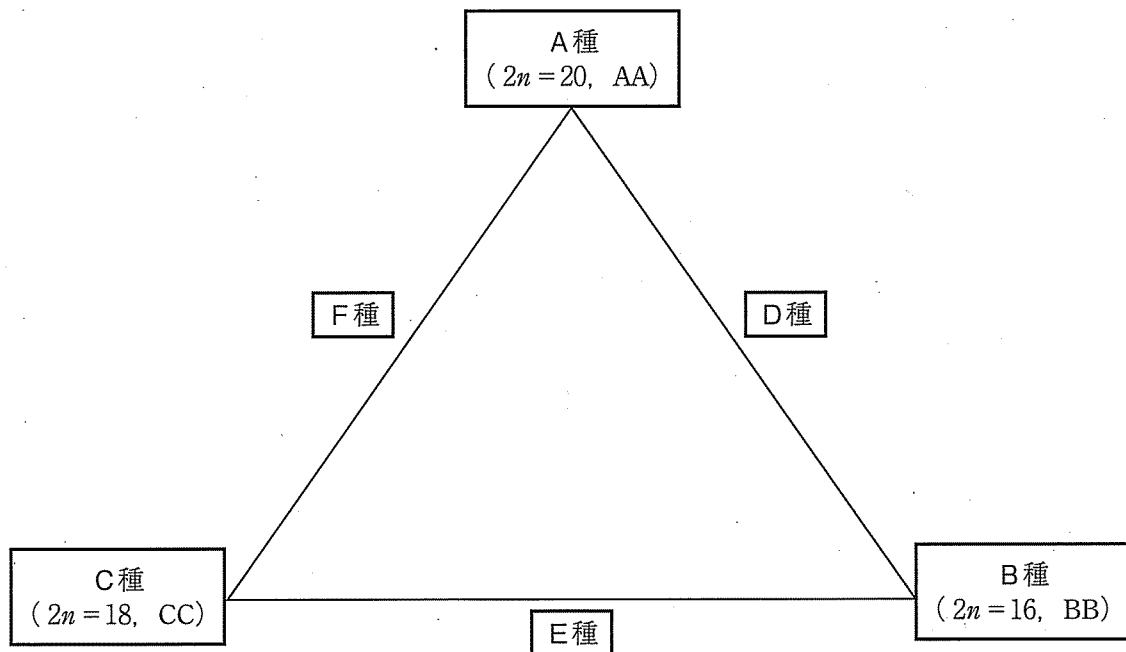 A種
(2n=20, AA)
F種
D種
C種
(2n=18, CC)
B種
(2n=16, BB)
E種